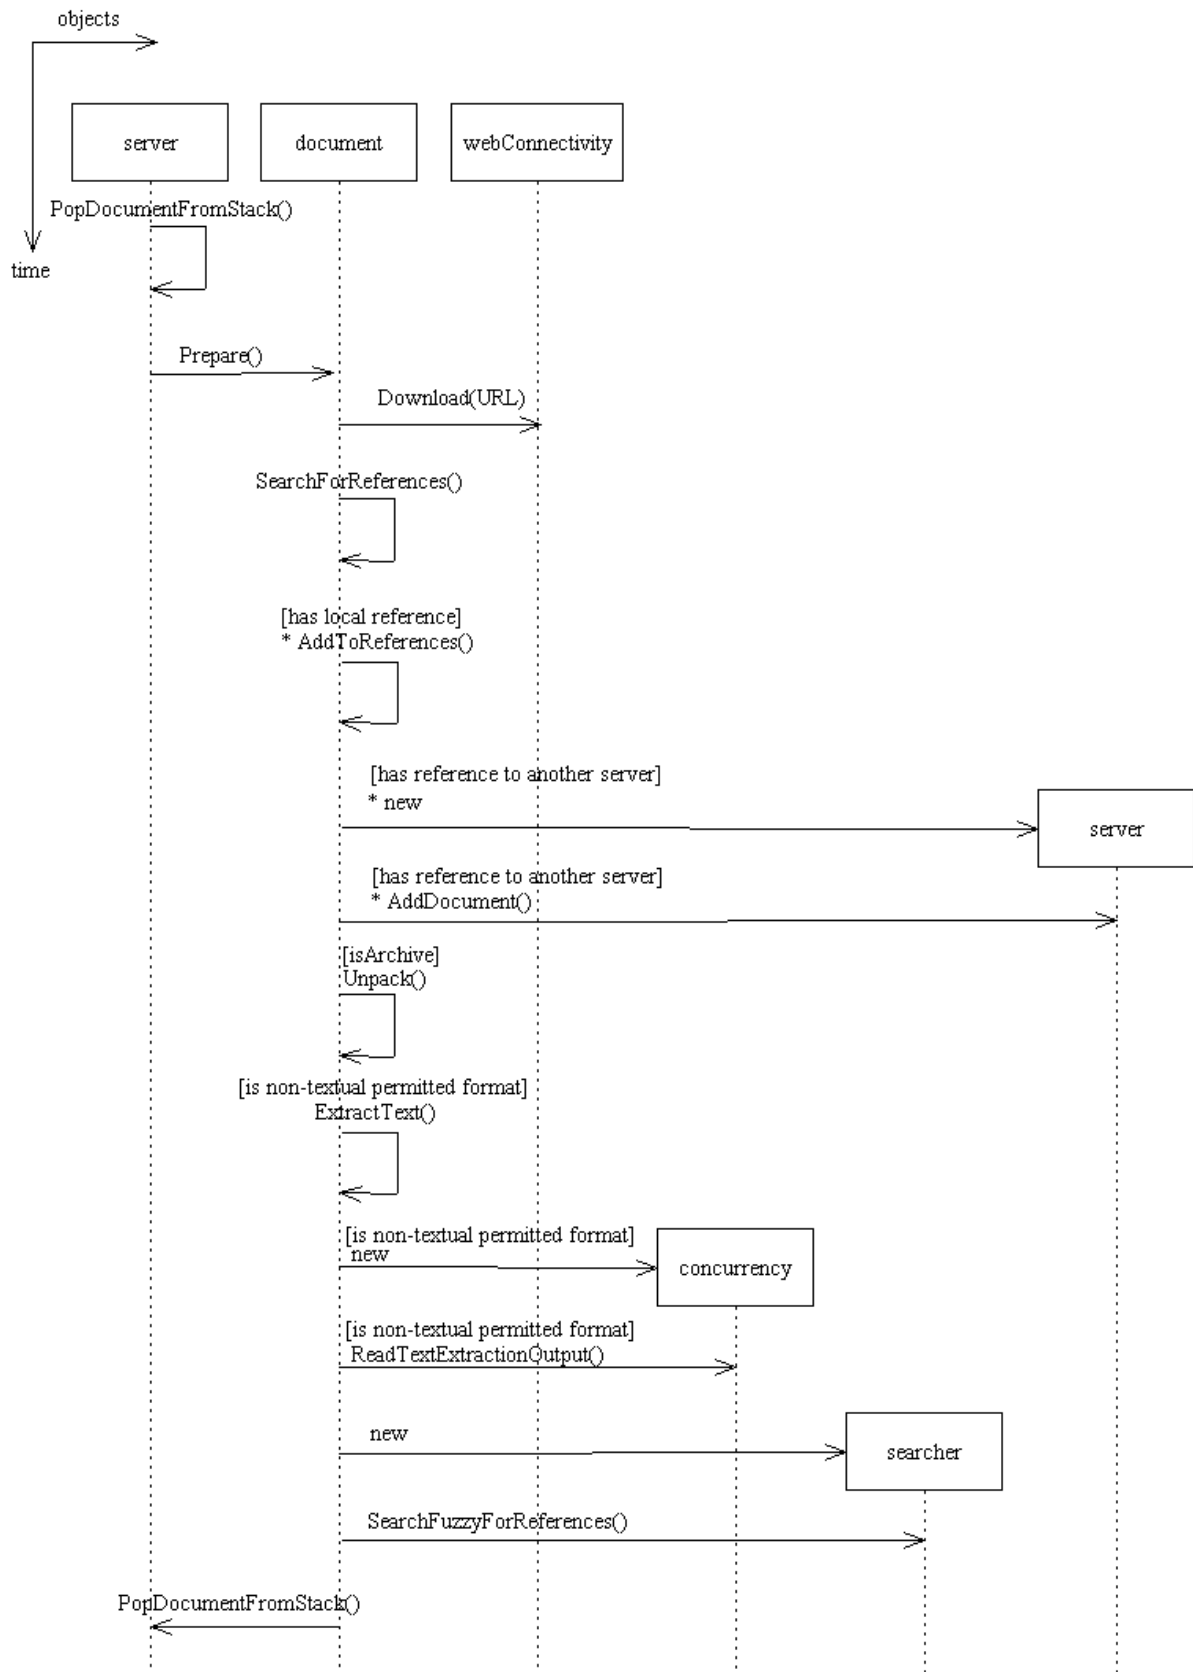 objects
server
document
webConnectivity
PopDocumentFromStack()
time
Prepare()
Download(URL)
SearchForReferences()
[has local reference]
* AddToReferences()
[has reference to another server]
* new
server
[has reference to another server]
* AddDocument()
[isArchive]
Unpack()
[is non-textual permitted format]
ExtractText()
[is non-textual permitted format]
new
concurrency
[is non-textual permitted format]
ReadTextExtractionOutput()
new
searcher
SearchFuzzyForReferences()
PopDocumentFromStack()